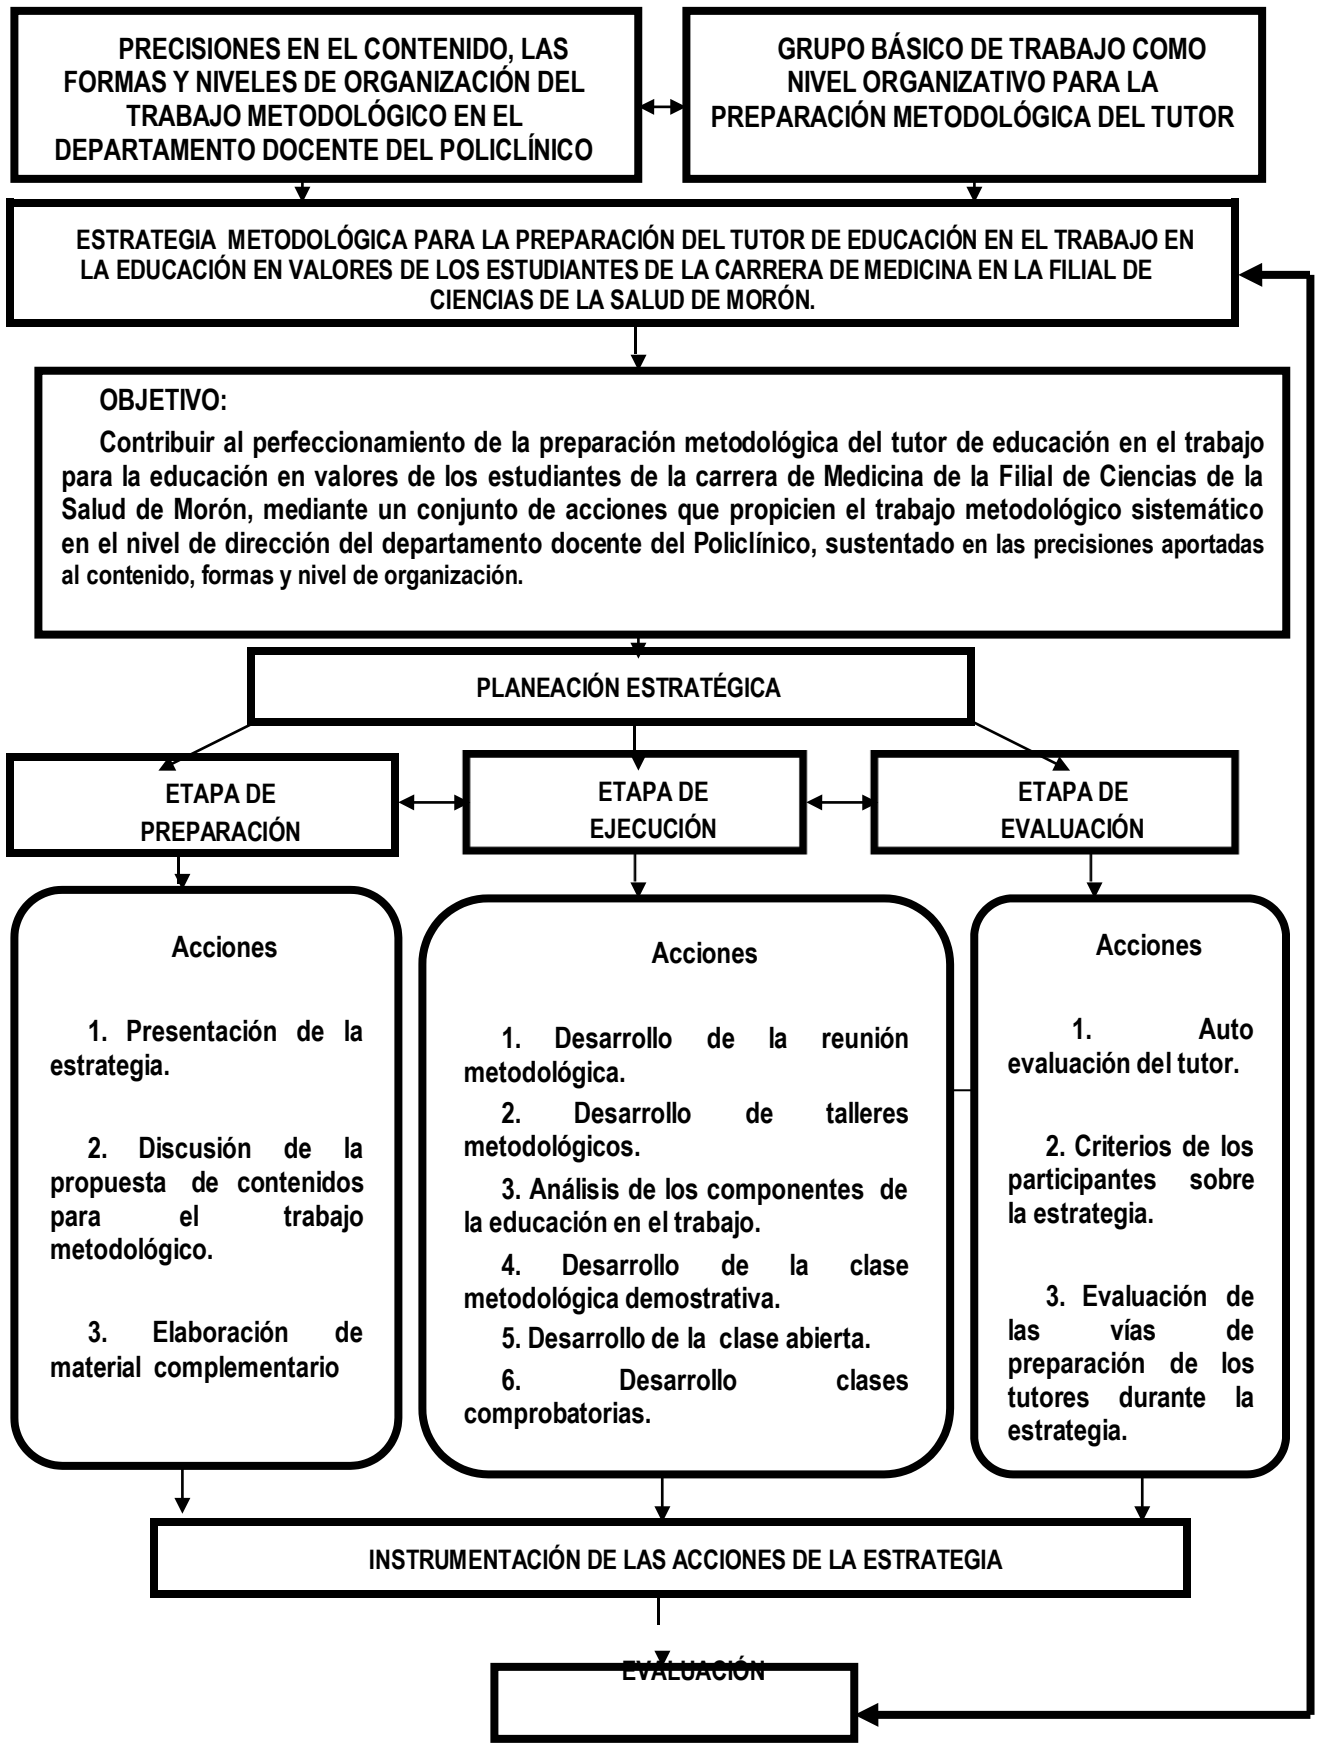 PRECISIONES EN EL CONTENIDO, LAS
FORMAS Y NIVELES DE ORGANIZACIÓN DEL
TRABAJO METODOLÓGICO EN EL
DEPARTAMENTO DOCENTE DEL POLICLÍNICO
GRUPO BÁSICO DE TRABAJO COMO
NIVEL ORGANIZATIVO PARA LA
PREPARACIÓN METODOLÓGICA DEL TUTOR
ESTRATEGIA METODOLÓGICA PARA LA PREPARACIÓN DEL TUTOR DE EDUCACIÓN EN EL TRABAJO EN
LA EDUCACIÓN EN VALORES DE LOS ESTUDIANTES DE LA CARRERA DE MEDICINA EN LA FILIAL DE
CIENCIAS DE LA SALUD DE MORÓN.
OBJETIVO:
Contribuir al perfeccionamiento de la preparación metodológica del tutor de educación en el trabajo
para la educación en valores de los estudiantes de la carrera de Medicina de la Filial de Ciencias de la
Salud de Morón, mediante un conjunto de acciones que propicien el trabajo metodológico sistemático
en el nivel de dirección del departamento docente del Policlínico, sustentado en las precisiones aportadas
al contenido, formas y nivel de organización.
PLANEACIÓN ESTRATÉGICA
ETAPA DE
PREPARACIÓN
ETAPA DE
EJECUCIÓN
ETAPA DE
EVALUACIÓN
Acciones
1. Presentación de la
estrategia.
2. Discusión de la
propuesta de contenidos
para el trabajo
metodológico.
3. Elaboración de
material complementario
Acciones
1. Desarrollo de la reunión
metodológica.
2. Desarrollo de talleres
metodológicos.
3. Análisis de los componentes de
la educación en el trabajo.
4. Desarrollo de la clase
metodológica demostrativa.
5. Desarrollo de la clase abierta.
6. Desarrollo clases
comprobatorias.
Acciones
1. Auto
evaluación del tutor.
2. Criterios de los
participantes sobre
la estrategia.
3. Evaluación de
las vías de
preparación de los
tutores durante la
estrategia.
INSTRUMENTACIÓN DE LAS ACCIONES DE LA ESTRATEGIA
EVALUACIÓN